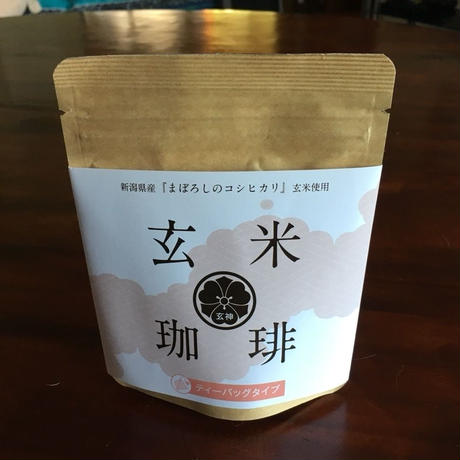 新潟県産『まぼろしのコシヒカリ』玄米使用
玄米
玄神
珈琲
ティーバッグタイプ